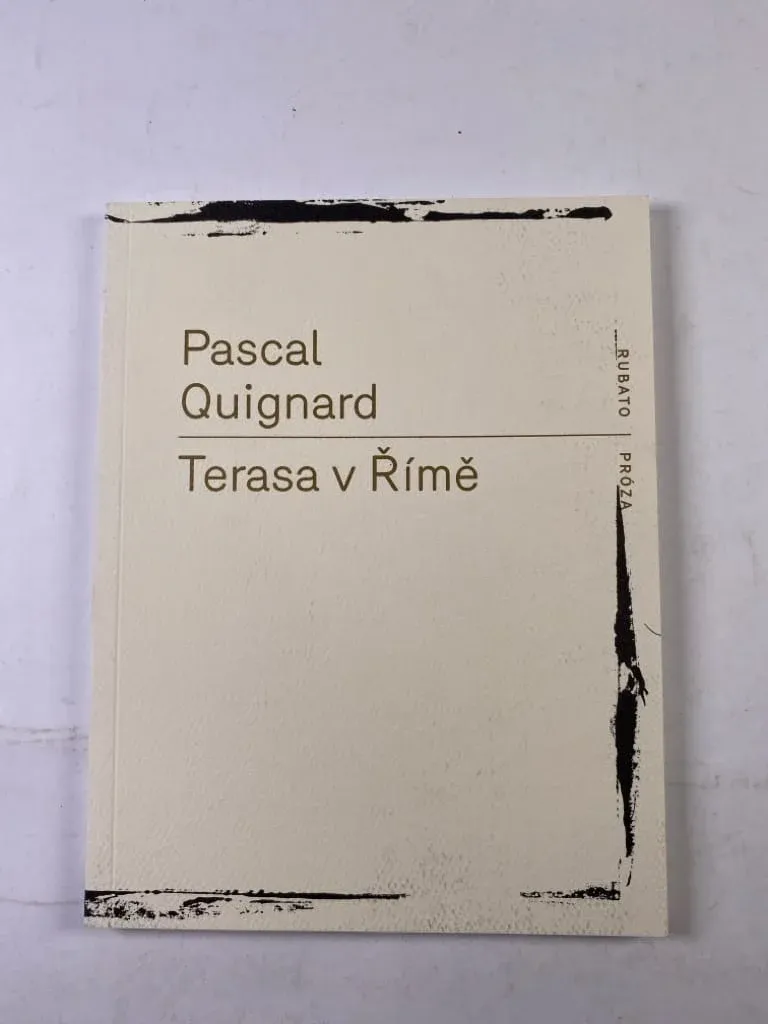 Pascal
Quignard
Terasa v Římě
RUBATO | PRÓZA